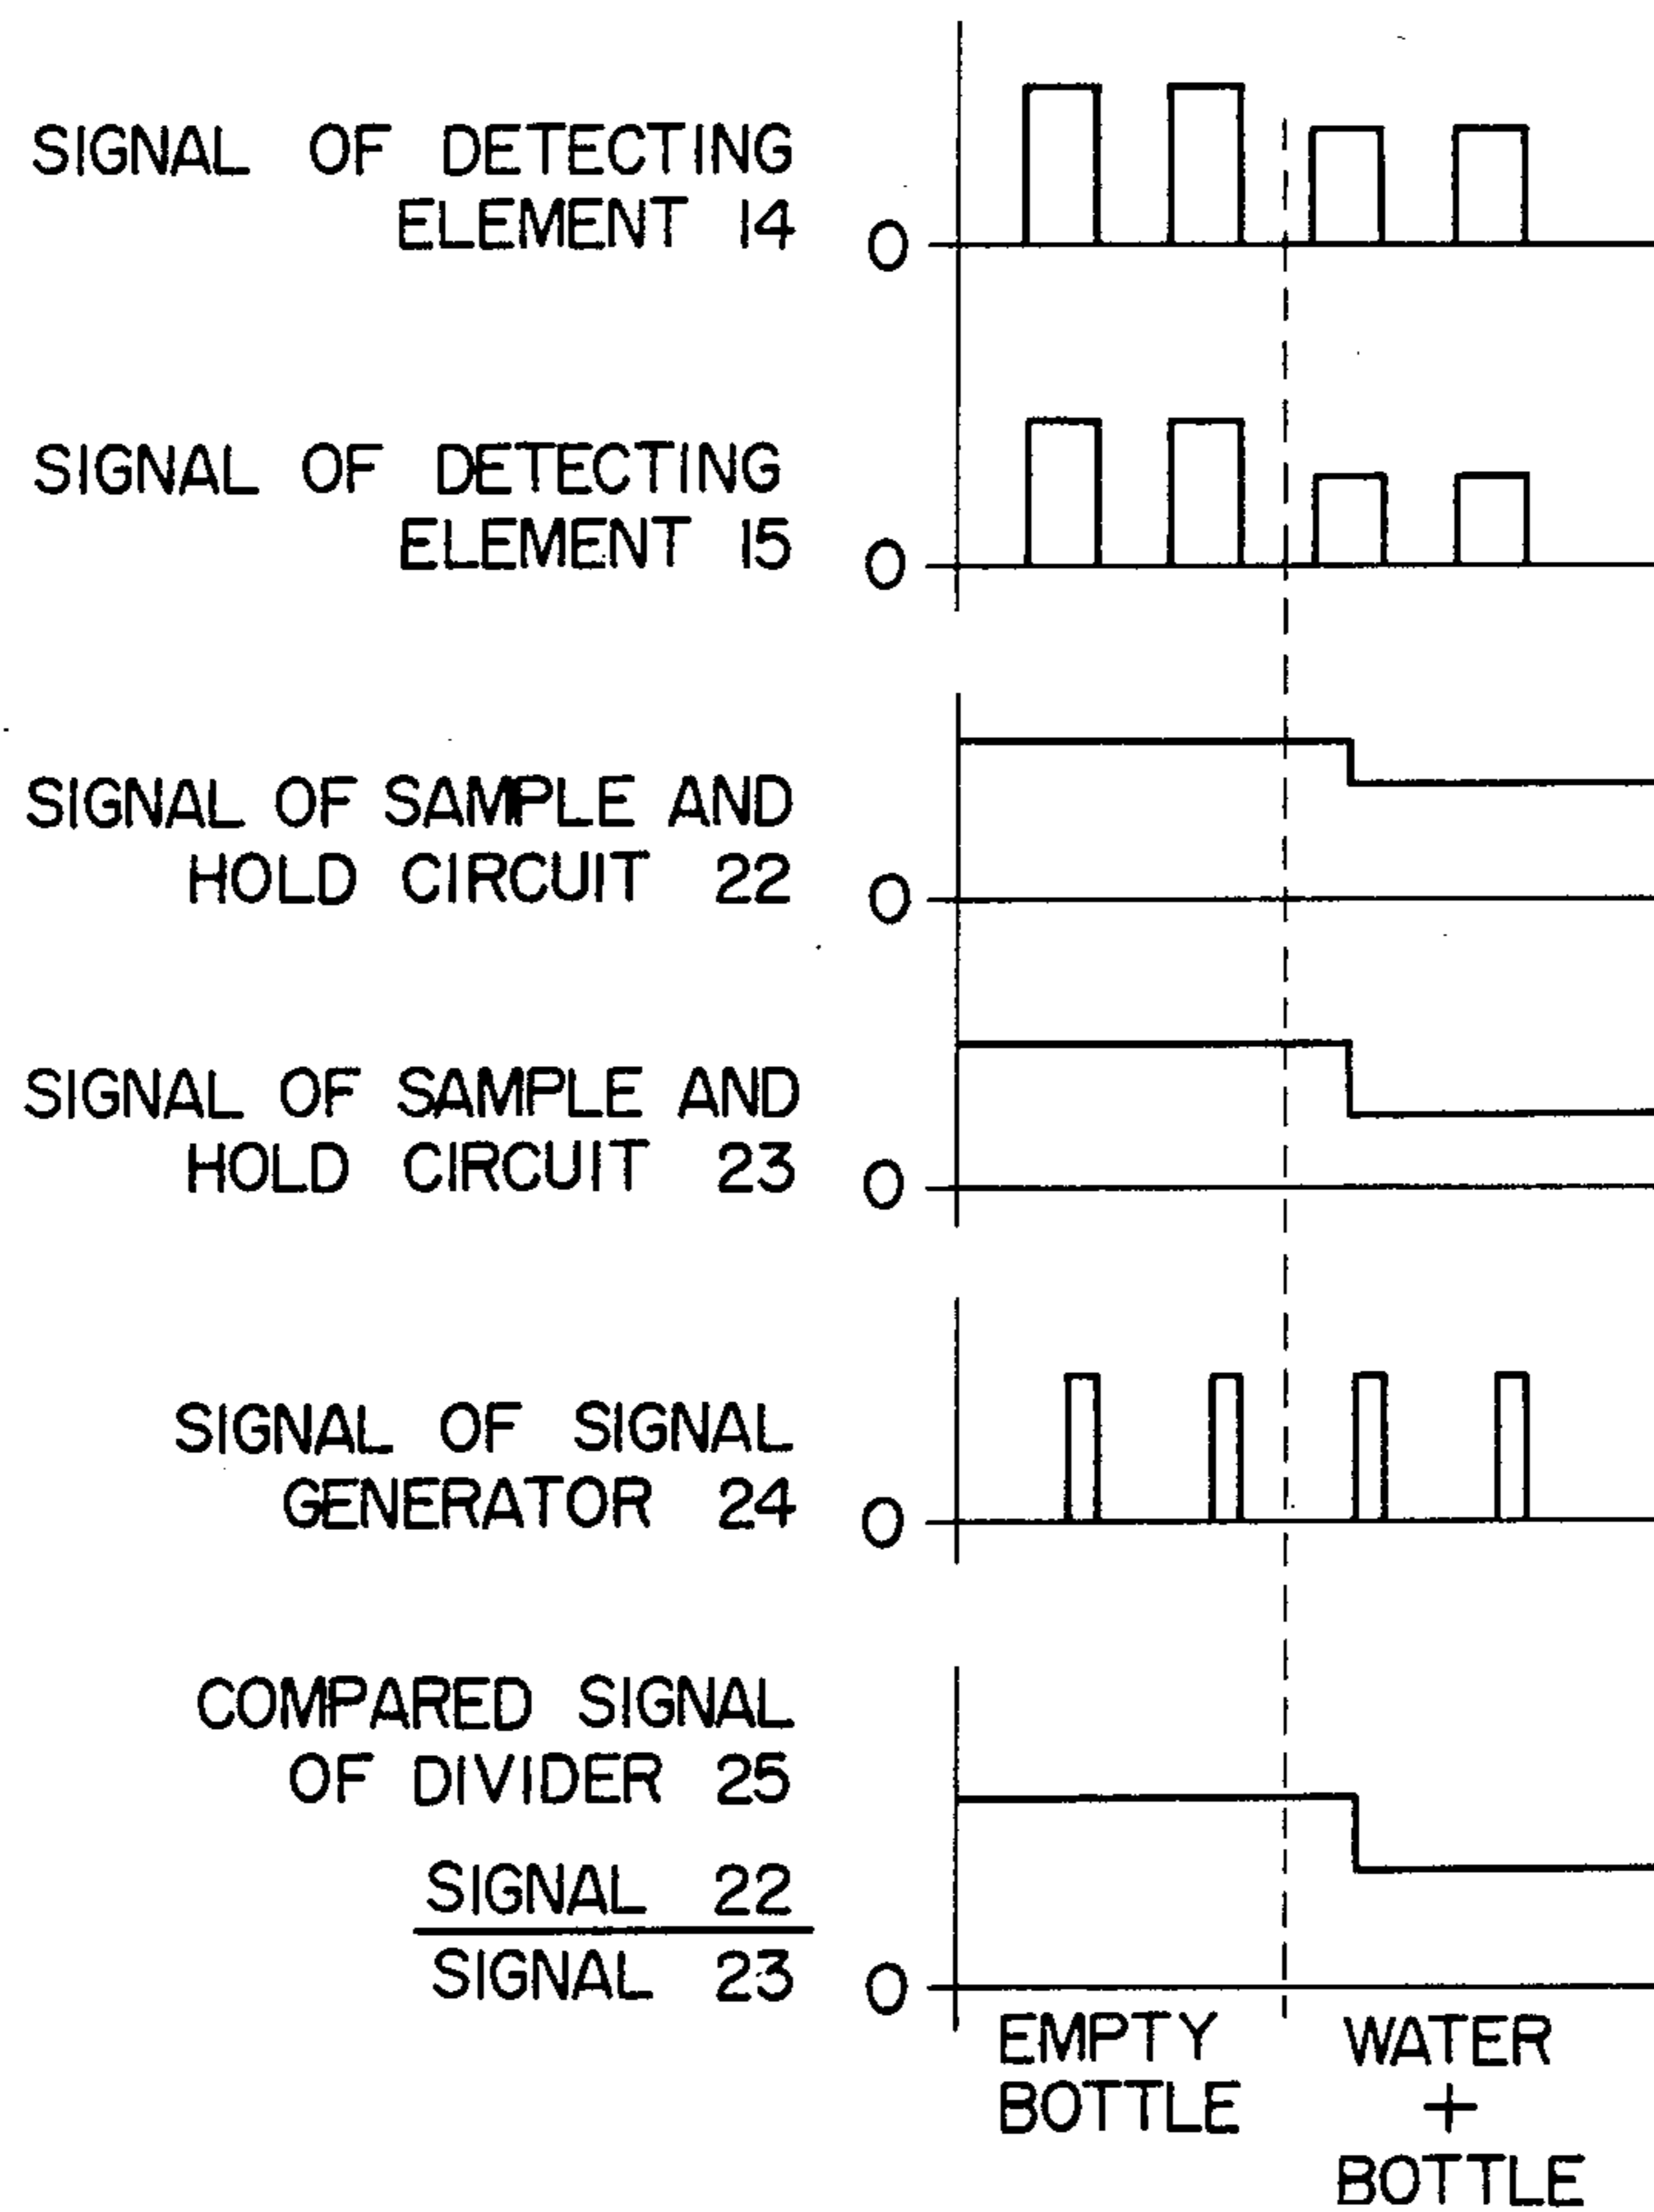 SIGNAL OF DETECTING
ELEMENT 14
0
SIGNAL OF DETECTING
ELEMENT 15
0
SIGNAL OF SAMPLE AND
HOLD CIRCUIT 22
0
SIGNAL OF SAMPLE AND
HOLD CIRCUIT 23
0
SIGNAL OF SIGNAL
GENERATOR 24
0
COMPARED SIGNAL
OF DIVIDER 25
SIGNAL 22
SIGNAL 23
0
EMPTY
BOTTLE
WATER
+
BOTTLE